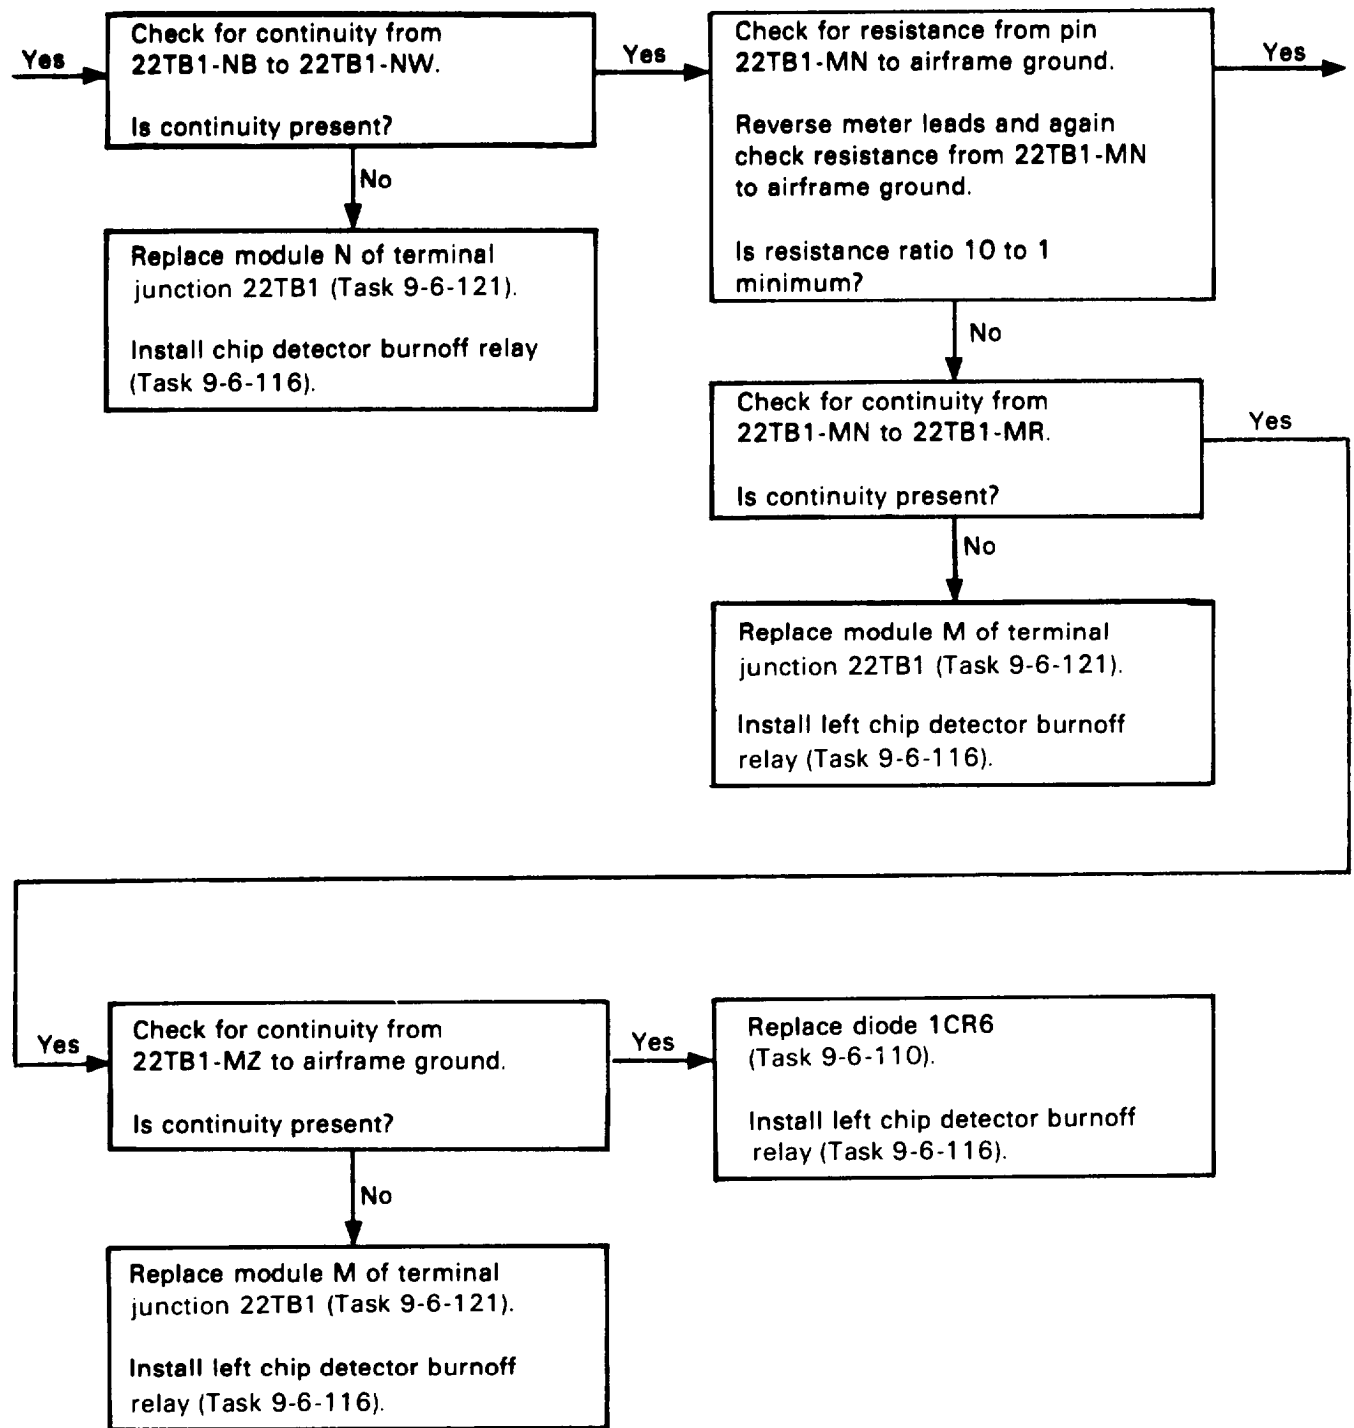 Yes
Check for continuity from
22TB1-NB to 22TB1-NW.
Is continuity present?
Yes
Check for resistance from pin
22TB1-MN to airframe ground.
Reverse meter leads and again
check resistance from 22TB1-MN
to airframe ground.
Is resistance ratio 10 to 1
minimum?
Yes
No
Replace module N of terminal
junction 22TB1 (Task 9-6-121).
Install chip detector burnoff relay
(Task 9-6-116).
No
Check for continuity from
22TB1-MN to 22TB1-MR.
Is continuity present?
Yes
No
Replace module M of terminal
junction 22TB1 (Task 9-6-121).
Install left chip detector burnoff
relay (Task 9-6-116).
Yes
Check for continuity from
22TB1-MZ to airframe ground.
Is continuity present?
Yes
Replace diode 1CR6
(Task 9-6-110).
Install left chip detector burnoff
relay (Task 9-6-116).
No
Replace module M of terminal
junction 22TB1 (Task 9-6-121).
Install left chip detector burnoff
relay (Task 9-6-116).